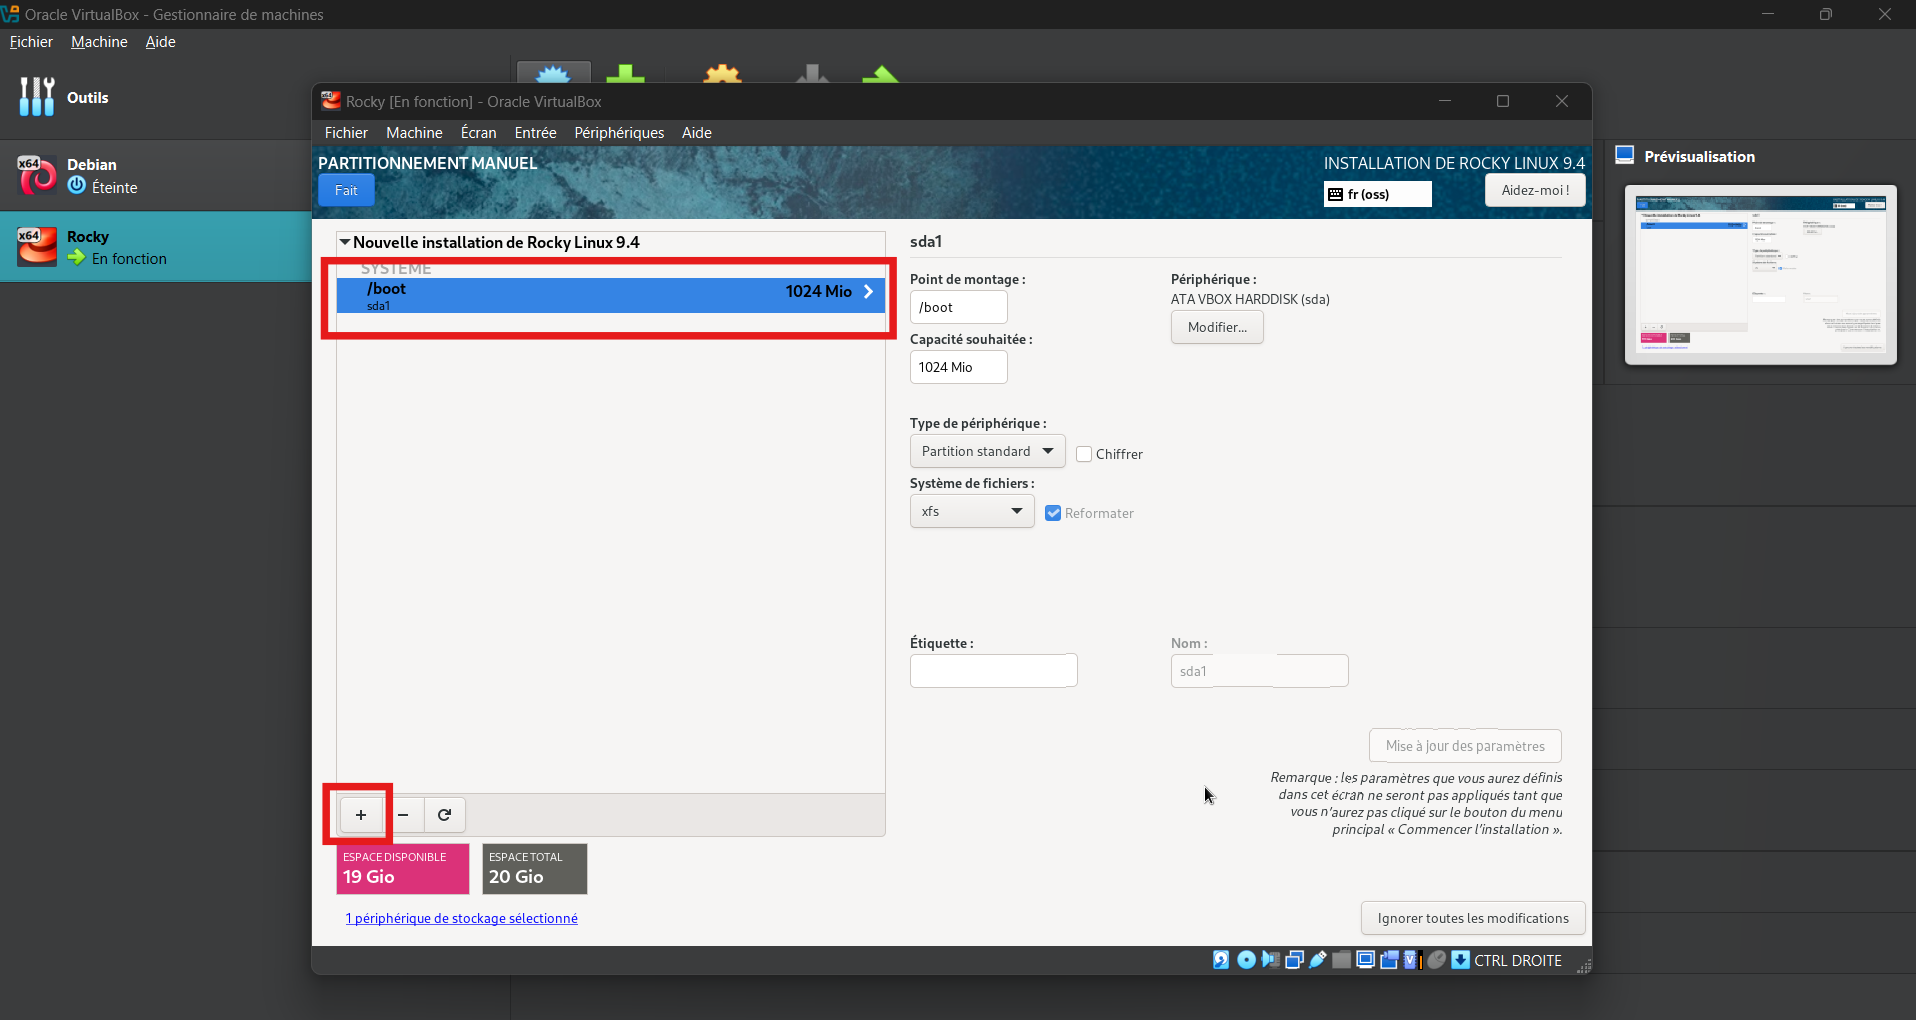 Oracle VirtualBox - Gestionnaire de machines
Fichier Machine Aide
Outils
x64
Debian
Éteinte
x64
Rocky
En fonction
Rocky [En fonction] - Oracle VirtualBox
Fichier Machine Écran Entrée Périphériques Aide
PARTITIONNEMENT MANUEL
INSTALLATION DE ROCKY LINUX 9.4
Fait
fr (oss)
Aidez-moi !
Prévisualisation
Nouvelle installation de Rocky Linux 9.4
SYSTÈME
/boot
1024 Mio
sda1
sda1
Point de montage :
/boot
Périphérique :
ATA VBOX HARDDISK (sda)
Modifier...
Capacité souhaitée :
1024 Mio
Type de périphérique :
Partition standard
Chiffrer
Système de fichiers :
xfs
Reformater
Étiquette :
Nom :
sda1
Mise à jour des paramètres
Remarque : les paramètres que vous aurez définis
dans cet écran ne seront pas appliqués tant que
vous n'aurez pas cliqué sur le bouton du menu
principal « Commencer l'installation ».
+ −
ESPACE DISPONIBLE
19 Gio
ESPACE TOTAL
20 Gio
1 périphérique de stockage sélectionné
Ignorer toutes les modifications
CTRL DROITE